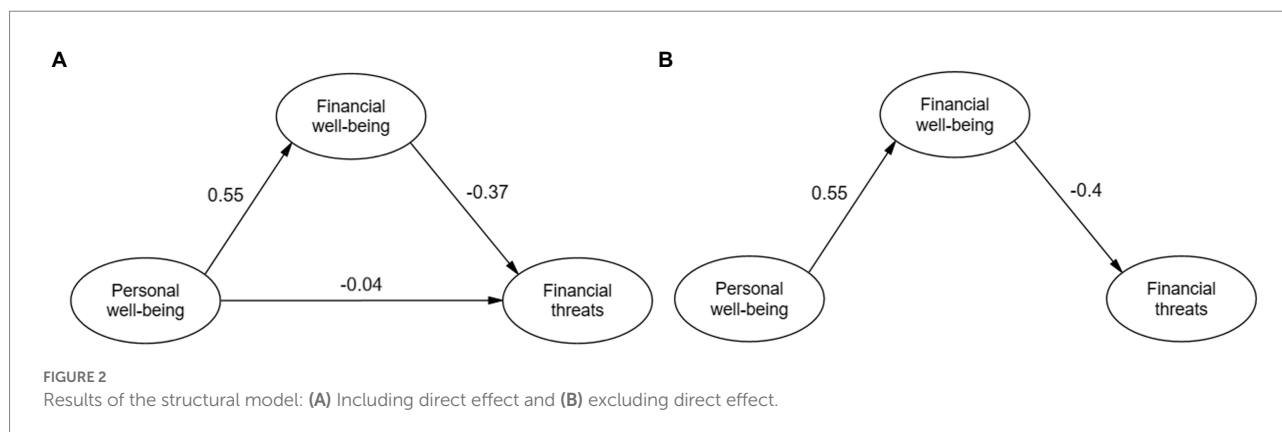 A
Financial
well-being
0.55
-0.37
Personal
well-being
-0.04
Financial
threats
B
Financial
well-being
0.55
-0.4
Personal
well-being
Financial
threats
FIGURE 2
Results of the structural model: (A) Including direct effect and (B) excluding direct effect.